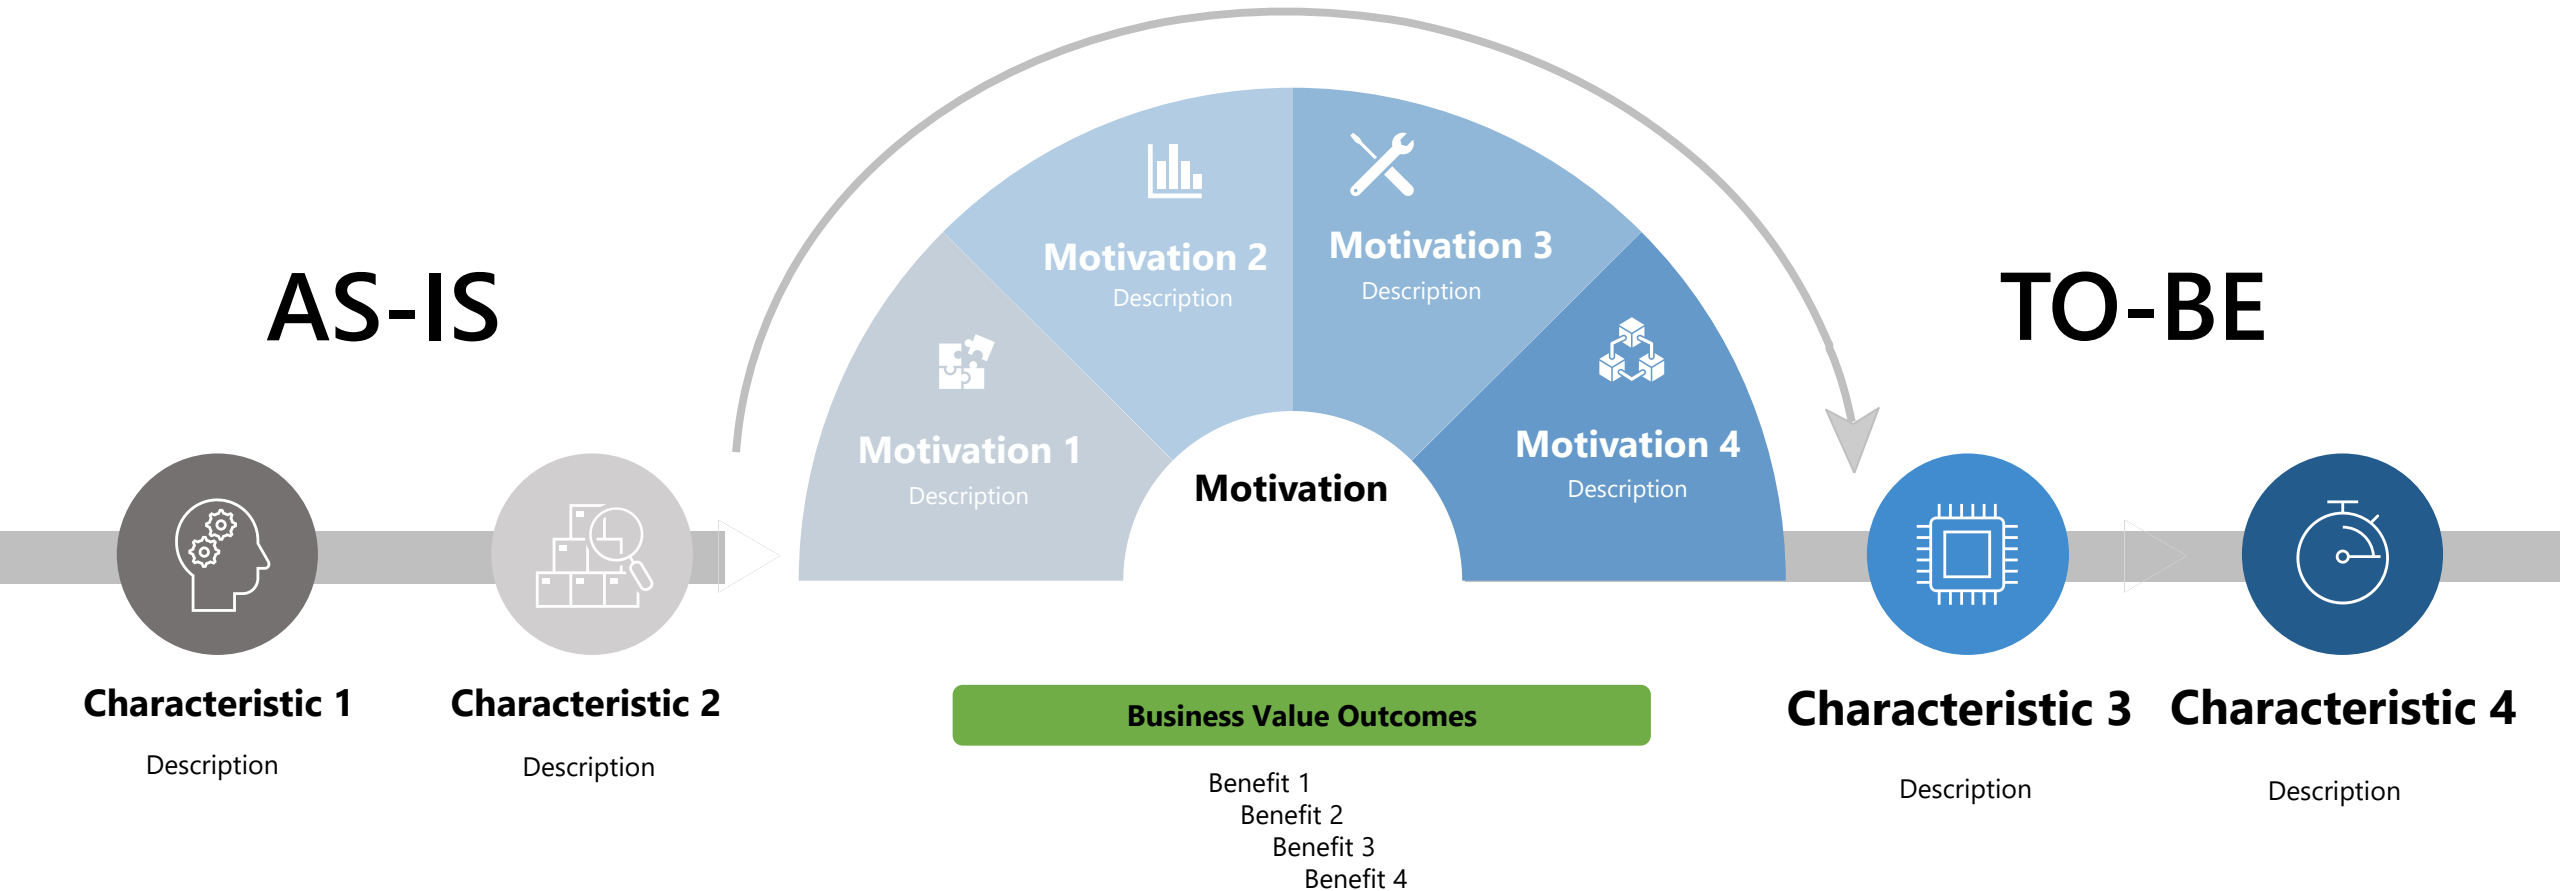 AS-IS
Characteristic 1
Description
Characteristic 2
Description
Motivation 1
Description
Motivation 2
Description
Motivation 3
Description
Motivation 4
Description
Motivation
Business Value Outcomes
Benefit 1
Benefit 2
Benefit 3
Benefit 4
TO-BE
Characteristic 3
Description
Characteristic 4
Description